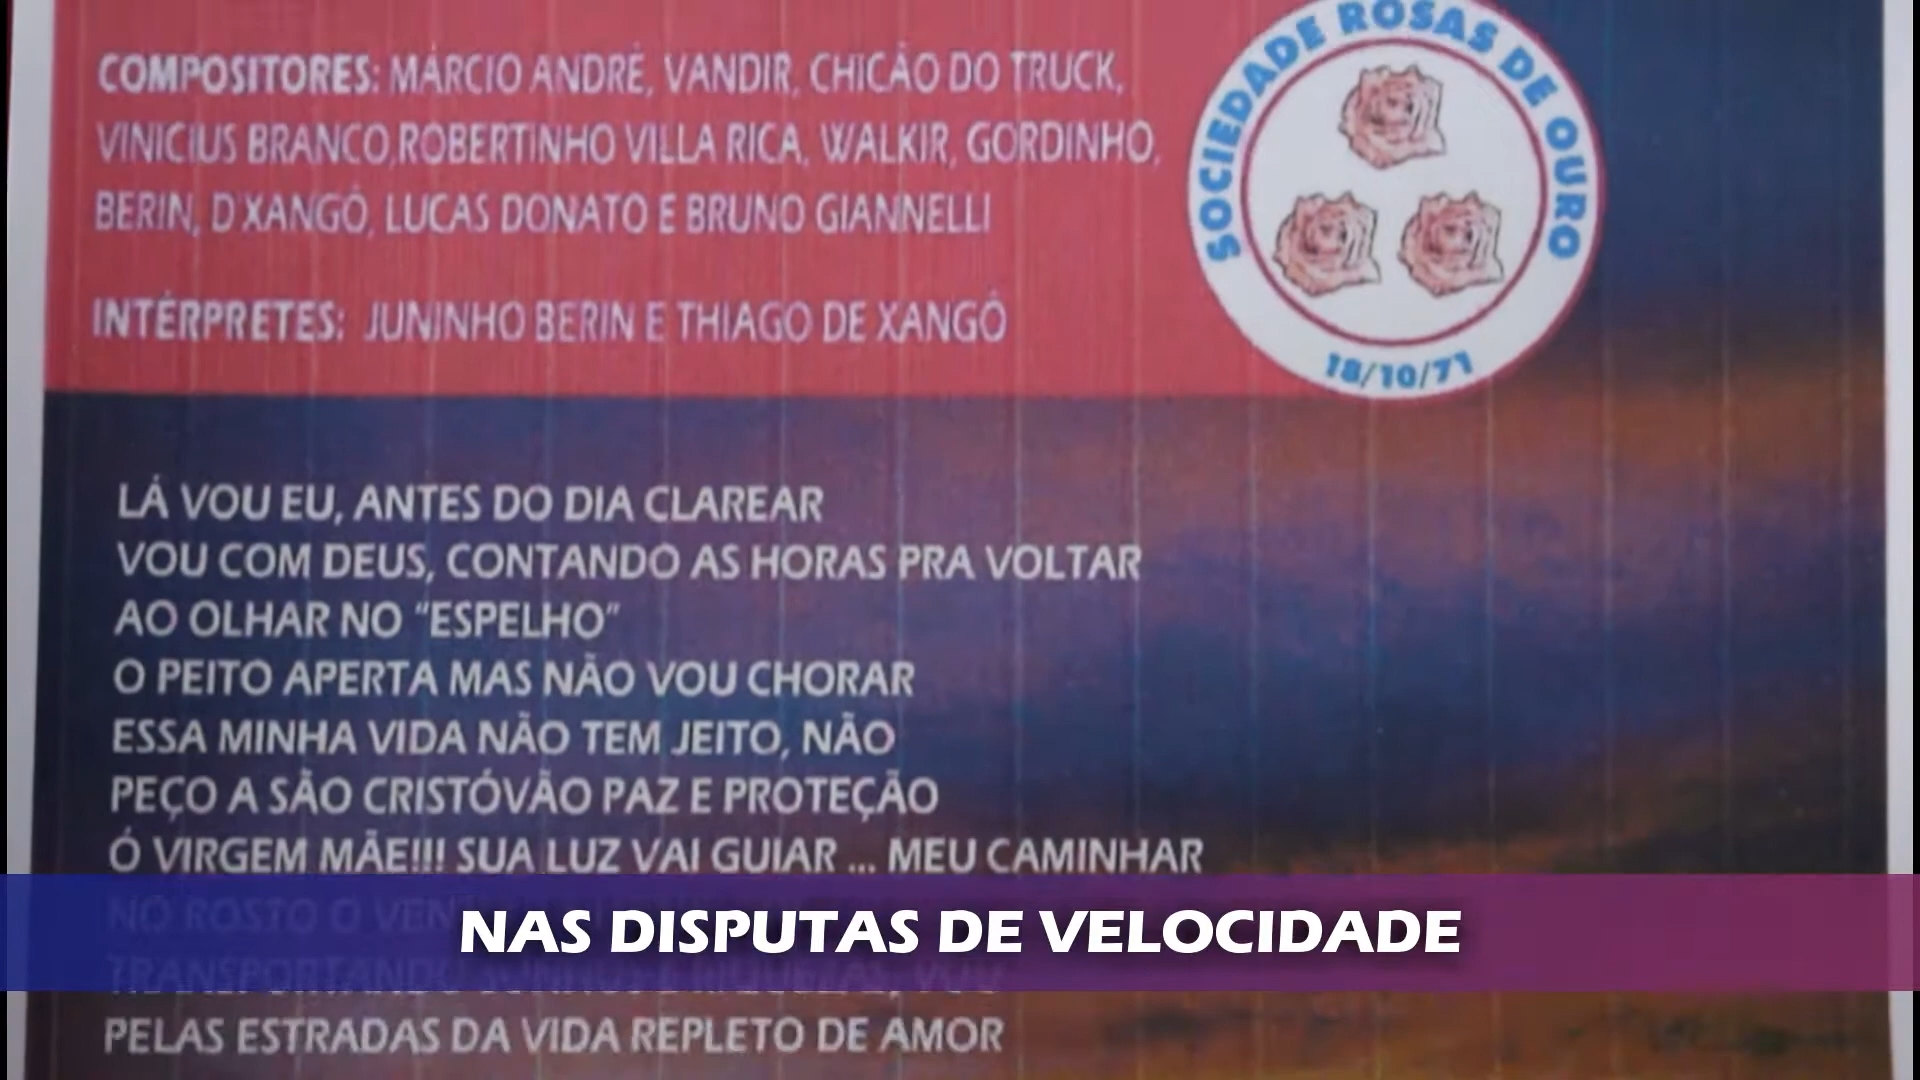 COMPOSITORES: MÁRCIO ANDRÉ, VANDIR, CHICÃO DO TRUCK,
VINICIUS BRANCO,ROBERTINHO VILLA RICA, WALKIR, GORDINHO,
BERIN, D'XANGÔ, LUCAS DONATO E BRUNO GIANNELLI
INTÉRPRETES: JUNINHO BERIN E THIAGO DE XANGÔ
SOCIEDADE ROSAS DE OURO
18/10/71
LÁ VOU EU, ANTES DO DIA CLAREAR
VOU COM DEUS, CONTANDO AS HORAS PRA VOLTAR
AO OLHAR NO “ESPELHO”
O PEITO APERTA MAS NÃO VOU CHORAR
ESSA MINHA VIDA NÃO TEM JEITO, NÃO
PEÇO A SÃO CRISTÓVÃO PAZ E PROTEÇÃO
Ó VIRGEM MÃE!!! SUA LUZ VAI GUIAR ... MEU CAMINHAR
NO ROSTO O
NAS DISPUTAS DE VELOCIDADE
PELAS ESTRADAS DA VIDA REPLETO DE AMOR